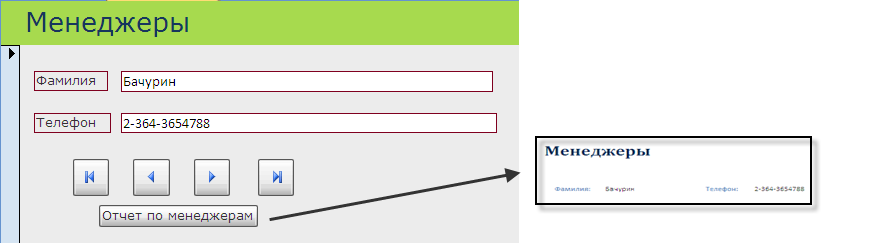 Менеджеры
Фамилия Бачурин
Телефон 2-364-3654788
Отчет по менеджерам
Менеджеры
Фамилия: Бачурин Телефон: 2-364-3654788